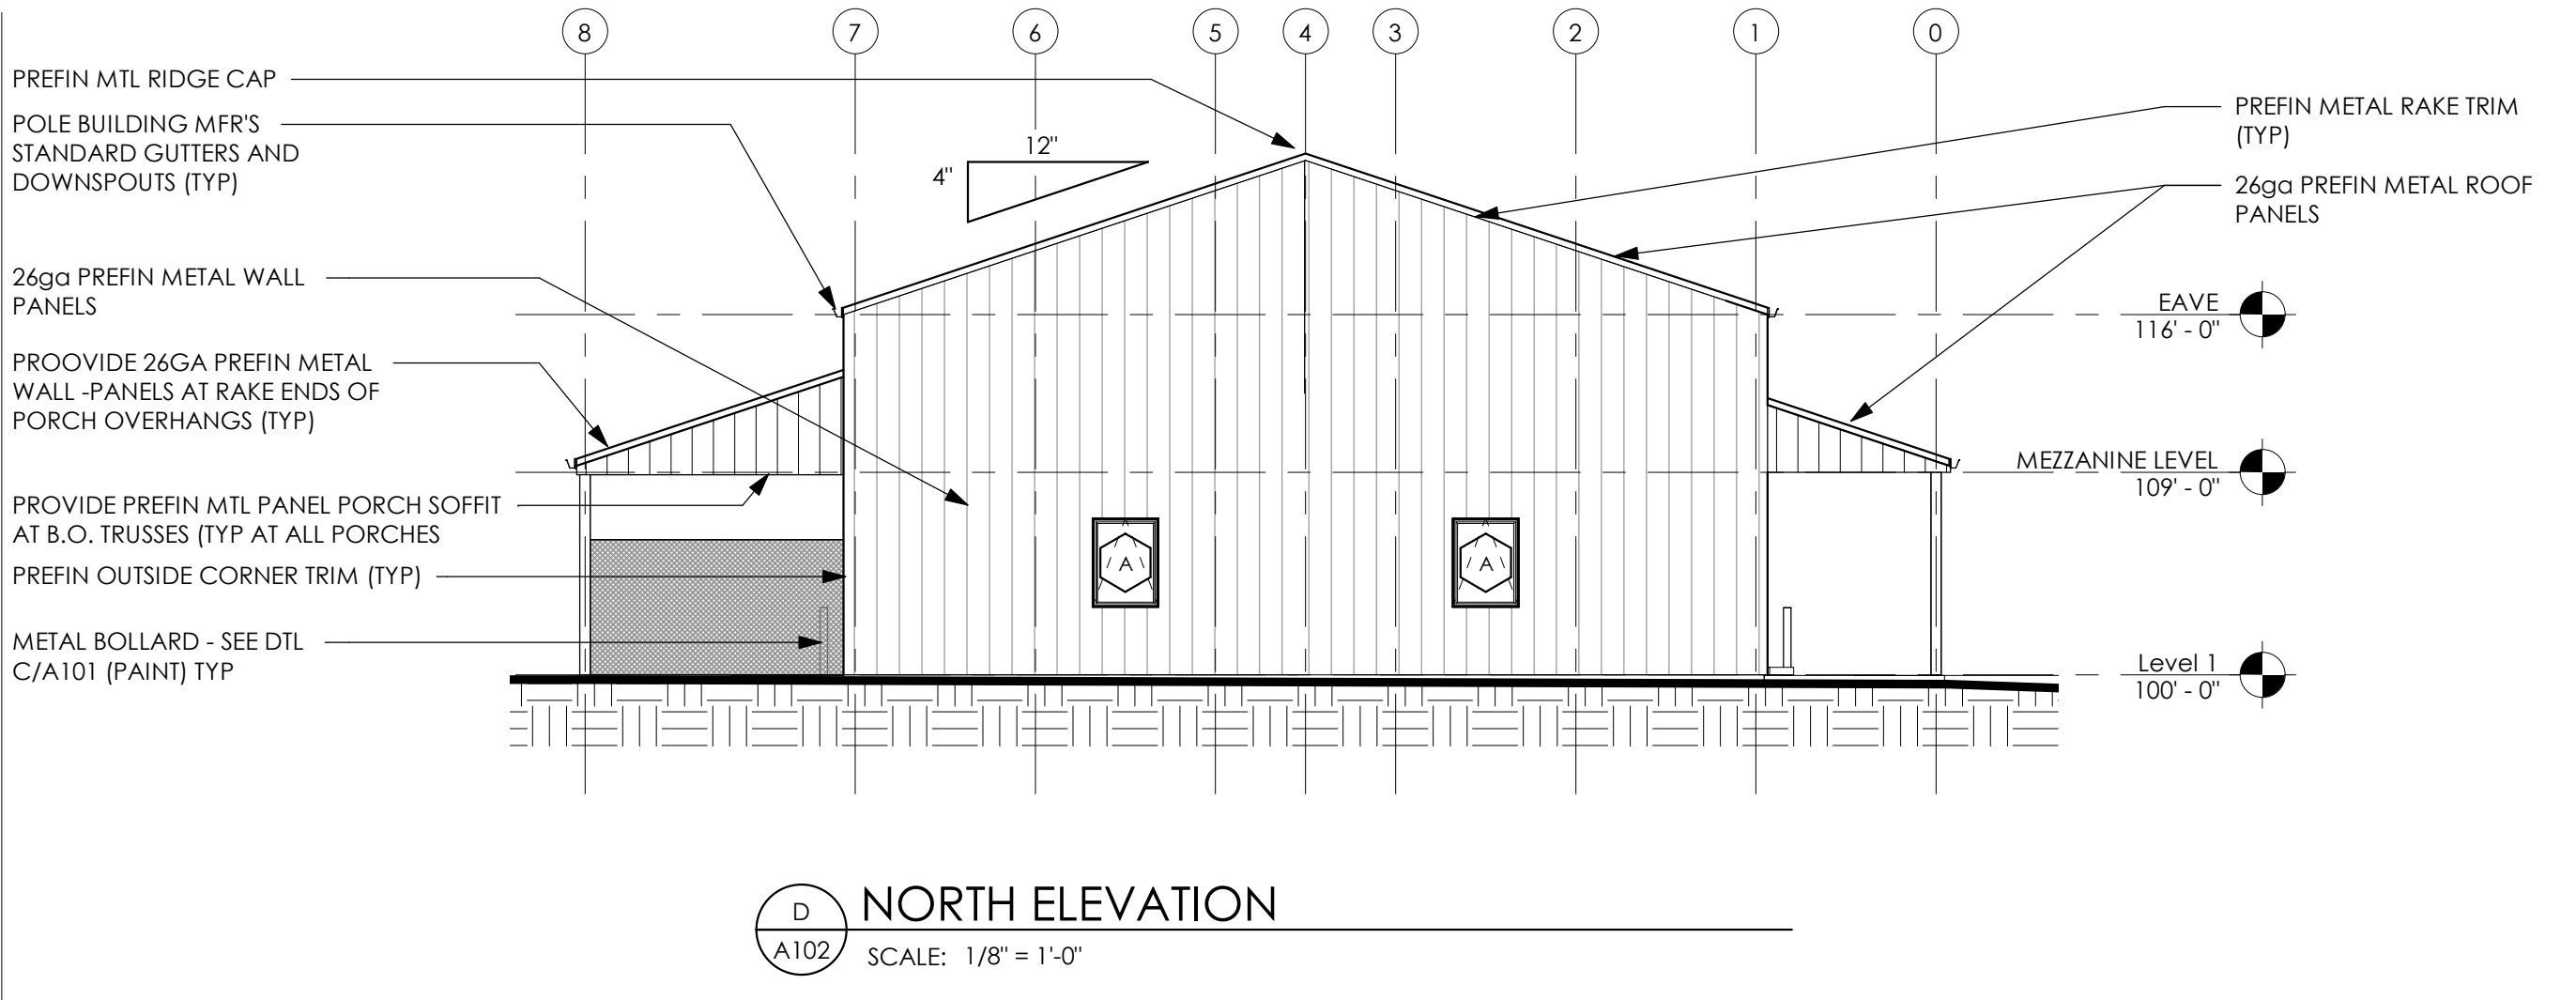 8 7 6 5 4 3 2 1 0
PREFIN MTL RIDGE CAP
POLE BUILDING MFR'S
STANDARD GUTTERS AND
DOWNSPOUTS (TYP)
26ga PREFIN METAL WALL
PANELS
PROOVIDE 26GA PREFIN METAL
WALL -PANELS AT RAKE ENDS OF
PORCH OVERHANGS (TYP)
PROVIDE PREFIN MTL PANEL PORCH SOFFIT
AT B.O. TRUSSES (TYP AT ALL PORCHES
PREFIN OUTSIDE CORNER TRIM (TYP)
METAL BOLLARD - SEE DTL
C/A101 (PAINT) TYP
12"
4"
A
A
PREFIN METAL RAKE TRIM
(TYP)
26ga PREFIN METAL ROOF
PANELS
EAVE
116' - 0"
MEZZANINE LEVEL
109' - 0"
Level 1
100' - 0"
D
A102
NORTH ELEVATION
SCALE: 1/8" = 1'-0"